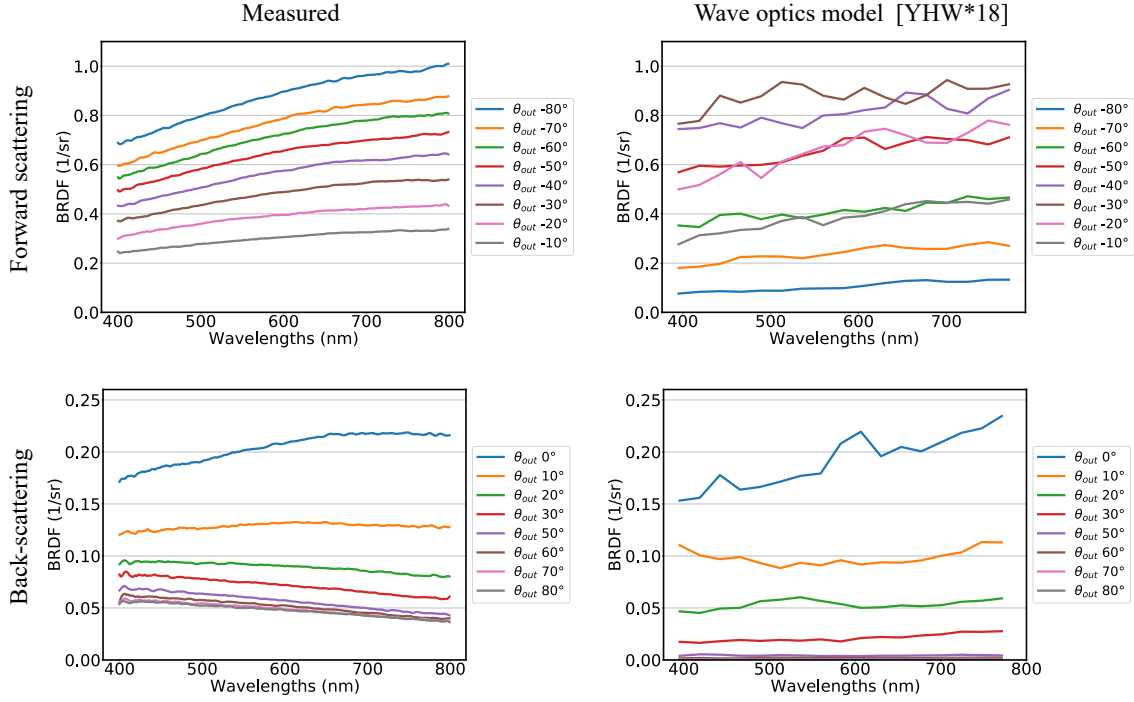 Measured
Wave optics model [YHW*18]
Forward scattering
BRDF (1/sr)
1.0
0.8
0.6
0.4
0.2
0.0
400 500 600 700 800
Wavelengths (nm)
θout -80°
θout -70°
θout -60°
θout -50°
θout -40°
θout -30°
θout -20°
θout -10°
BRDF (1/sr)
1.0
0.8
0.6
0.4
0.2
0.0
400 500 600 700
Wavelengths (nm)
θout -80°
θout -70°
θout -60°
θout -50°
θout -40°
θout -30°
θout -20°
θout -10°
Back-scattering
BRDF (1/sr)
0.25
0.20
0.15
0.10
0.05
0.00
400 500 600 700 800
Wavelengths (nm)
θout 0°
θout 10°
θout 20°
θout 30°
θout 50°
θout 60°
θout 70°
θout 80°
BRDF (1/sr)
0.25
0.20
0.15
0.10
0.05
0.00
400 500 600 700 800
Wavelengths (nm)
θout 0°
θout 10°
θout 20°
θout 30°
θout 50°
θout 60°
θout 70°
θout 80°